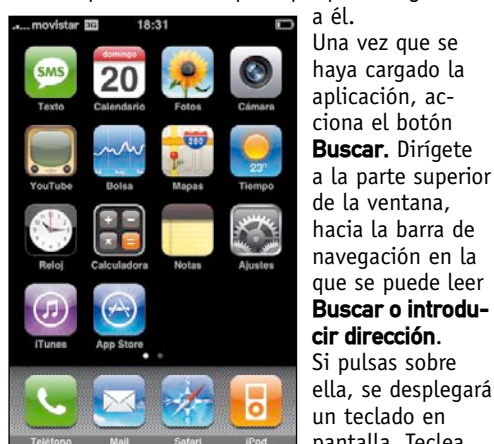 movistar 3G 18:31
SMS
domingo
20
280
23°
Texto Calendario Fotos Cámara
YouTube Bolsa Mapas Tiempo
Reloj Calculadora Notas Ajustes
iTunes App Store
Teléfono Mail Safari iPod
a él.
Una vez que se
haya cargado la
aplicación, ac-
ciona el botón
Buscar. Dirígete
a la parte superior
de la ventana,
hacia la barra de
navegación en la
que se puede leer
Buscar o introdu-
cir dirección.
Si pulsas sobre
ella, se desplegará
un teclado en
pantalla. Teclea